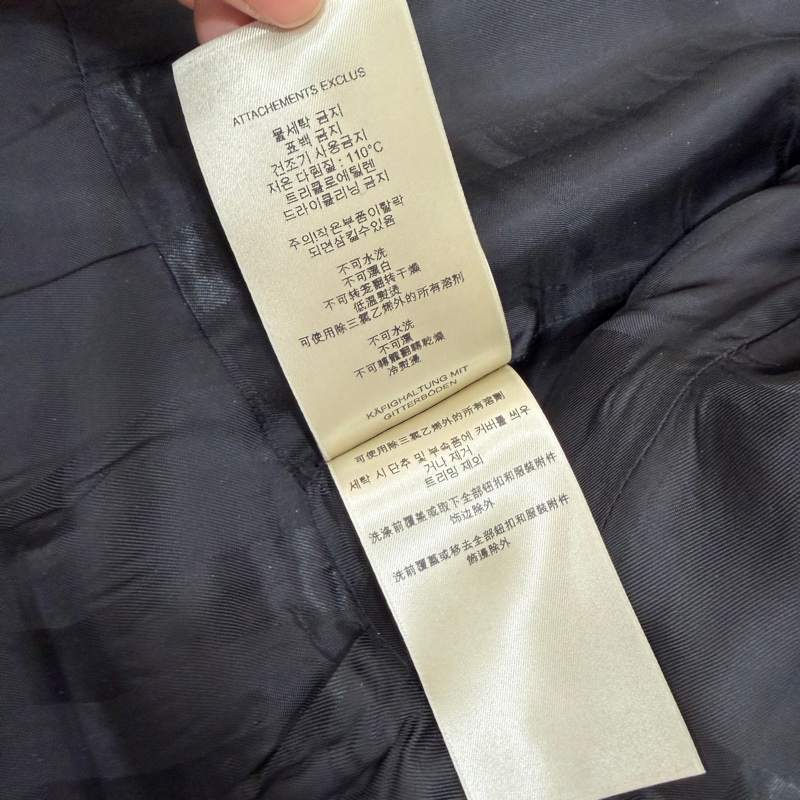 ATTACHEMENTS EXCLUS
물세탁 금지
표백 금지
건조기 사용금지
저온 다림질 : 110°C
트리클로에틸렌
드라이클리닝 금지
주의!작은부품이탈락
되면삼킬수있음
不可水洗
不可漂白
不可转笼翻转干燥
低温熨烫
可使用除三氯乙烯外的所有溶剂
不可水洗
不可漂
不可轉籠翻轉乾燥
冷熨燙
KÄFIGHALTUNG MIT
GITTERBÖDEN
可使用除三氯乙烯外的所有溶劑
세탁 시 단추 및 부속품에 커버를 씌우
거나 제거
트리밍 제외
洗涤前覆盖或取下全部钮扣和服装附件
饰边除外
洗前覆蓋或移去全部鈕扣和服裝附件
飾邊除外